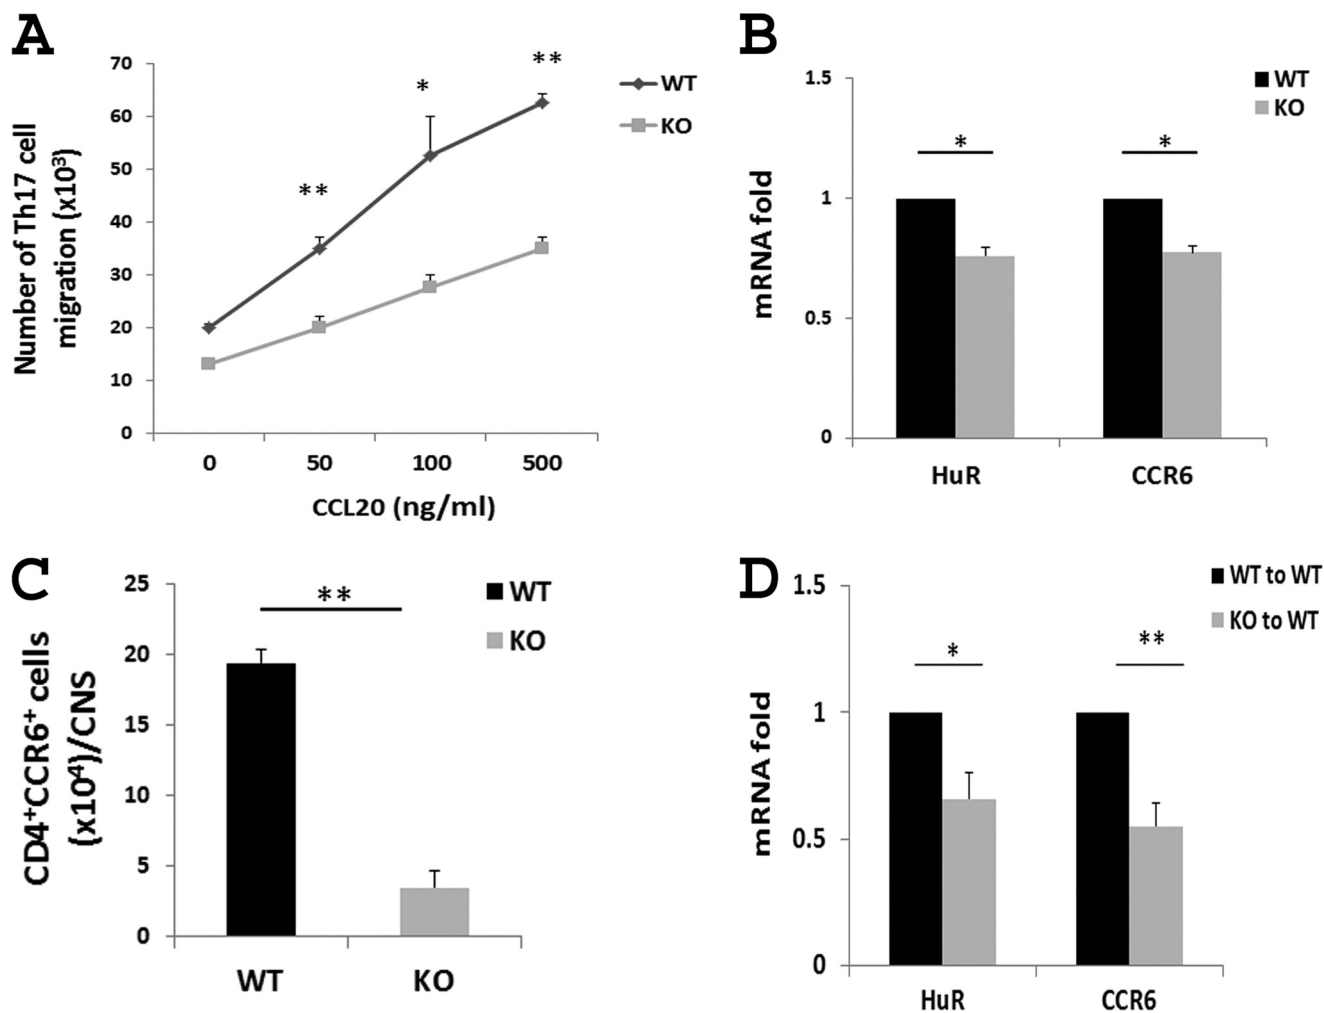 A
70
60
50
40
30
20
10
0
Number of Th17 cell
migration (x10³)
**
*
**
WT
KO
0 50 100 500
CCL20 (ng/ml)
B
1.5
1
0.5
0
mRNA fold
* *
WT
KO
HuR CCR6
C
25
20
15
10
5
0
CD4⁺CCR6⁺ cells
(x10⁴)/CNS
**
WT
KO
WT KO
D
1.5
1
0.5
0
mRNA fold
* **
WT to WT
KO to WT
HuR CCR6